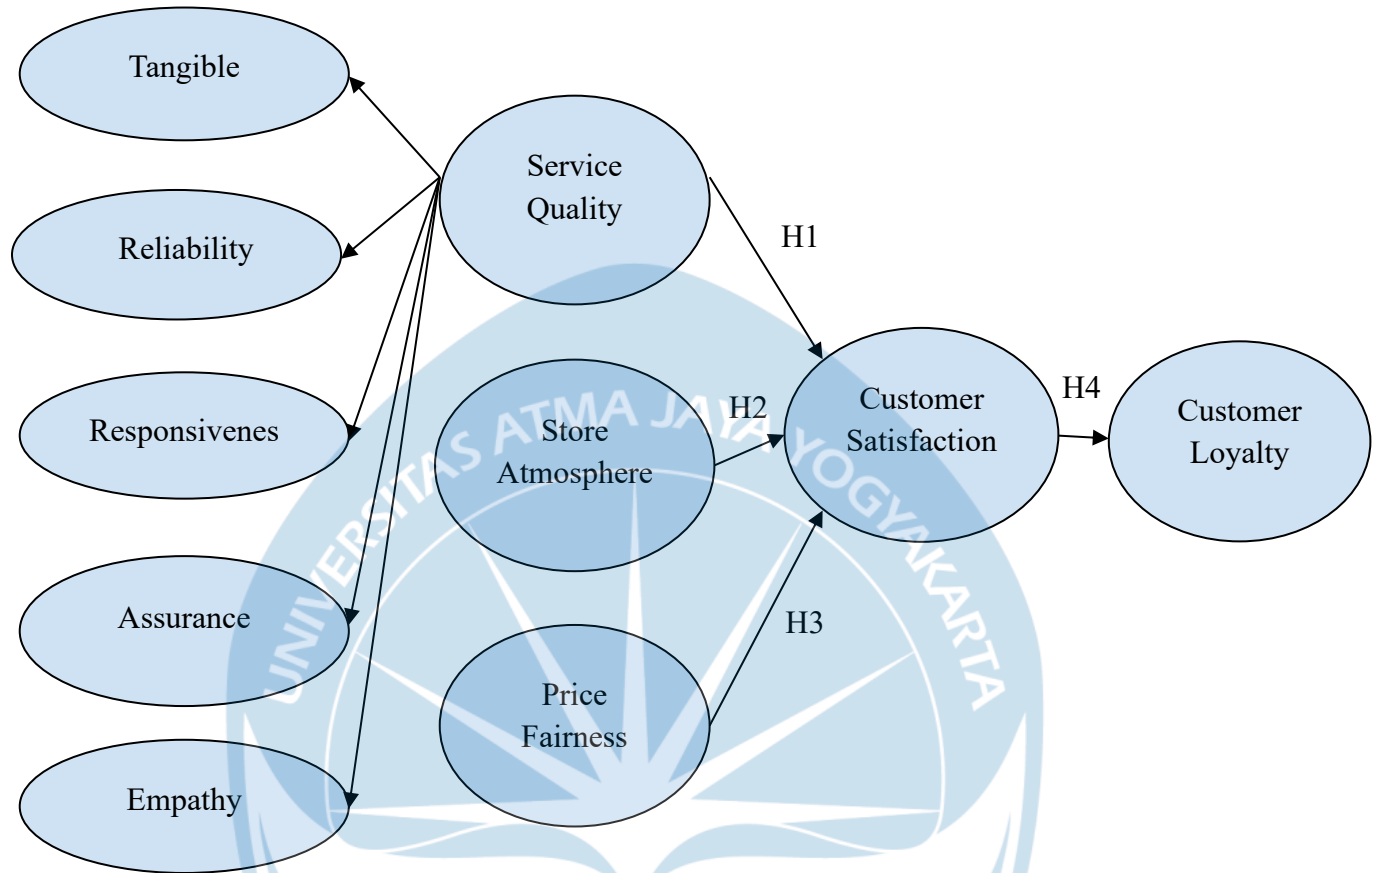 Tangible
Reliability
Responsivenes
Assurance
Empathy
Service
Quality
Store
Atmosphere
Price
Fairness
H1
H2
H3
Customer
Satisfaction
H4
Customer
Loyalty
UNIVERSITAS ATMA JAYA YOGYAKARTA